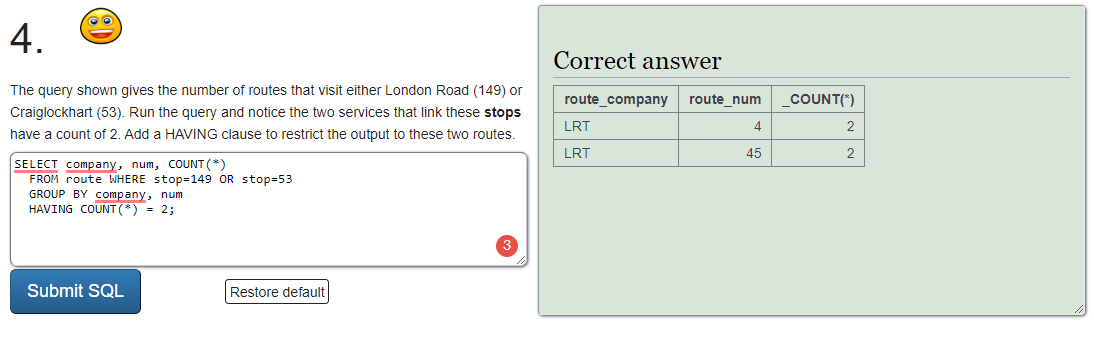 4.
The query shown gives the number of routes that visit either London Road (149) or
Craiglockhart (53). Run the query and notice the two services that link these stops
have a count of 2. Add a HAVING clause to restrict the output to these two routes.
SELECT company, num, COUNT(*)
FROM route WHERE stop=149 OR stop=53
GROUP BY company, num
HAVING COUNT(*) = 2;
3
Submit SQL
Restore default
Correct answer
route_company route_num _COUNT(*)
LRT 4 2
LRT 45 2